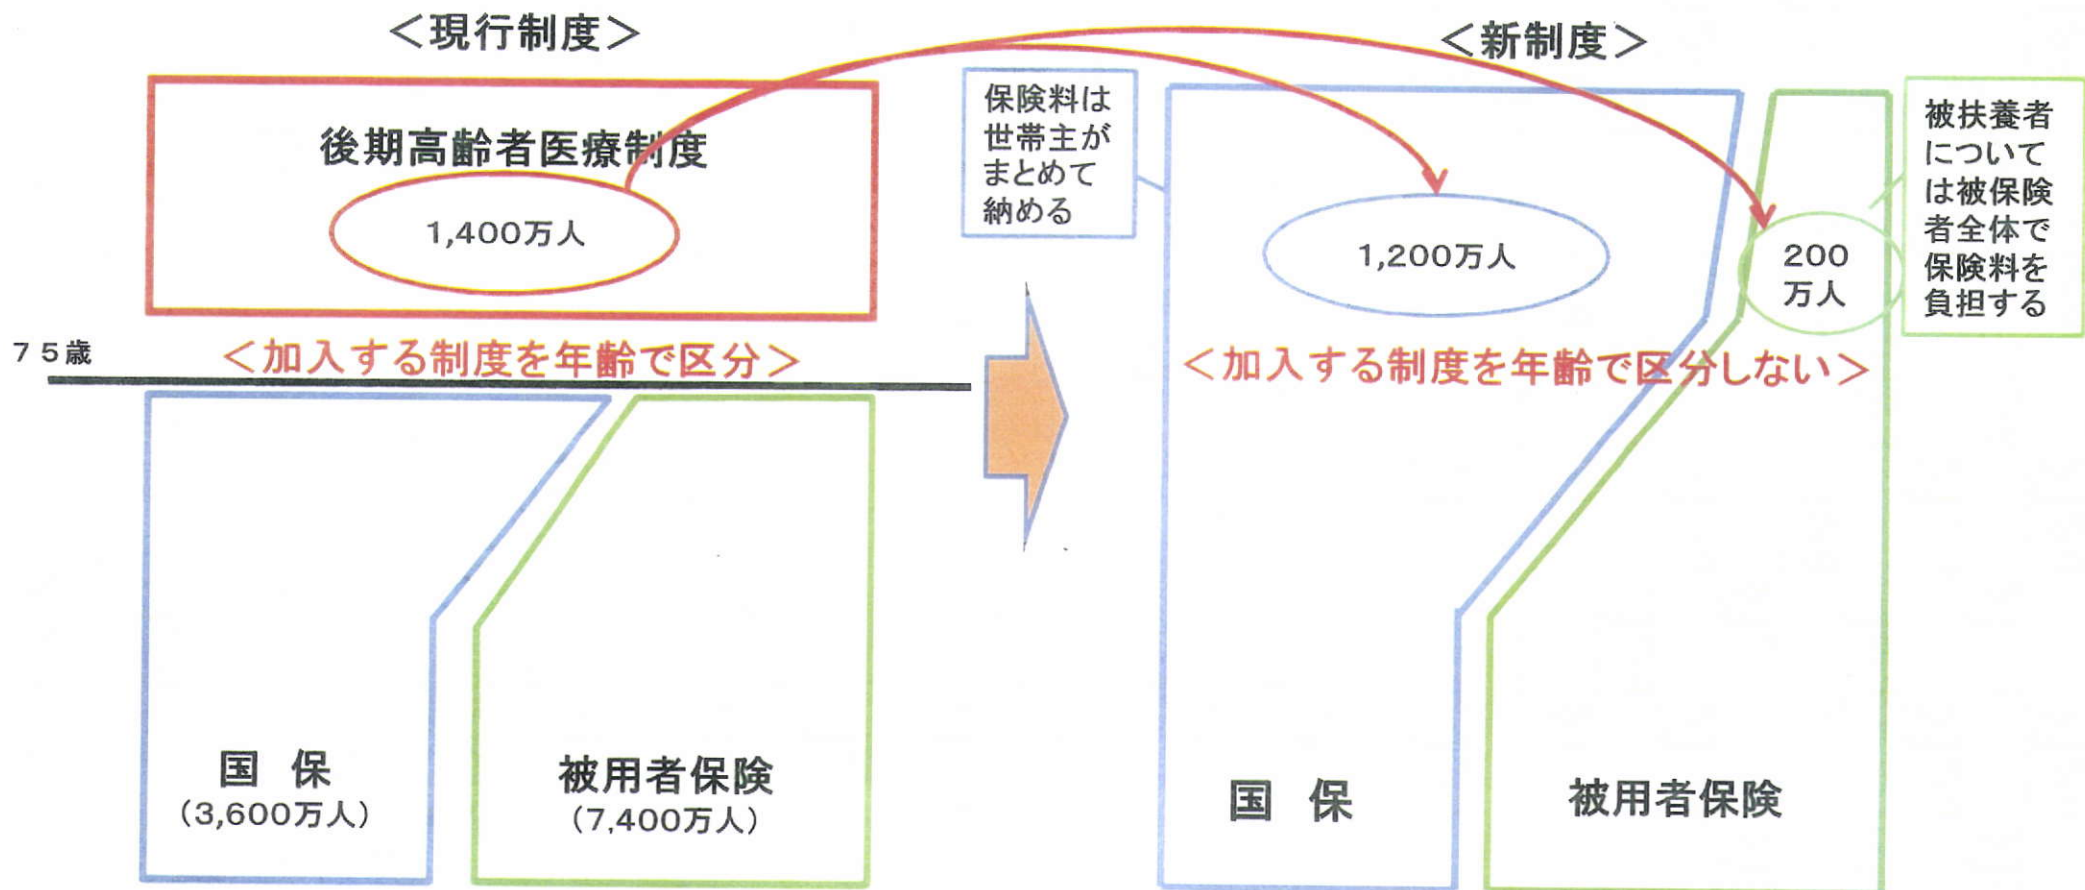 ＜現行制度＞
後期高齢者医療制度
1,400万人
７５歳
＜加入する制度を年齢で区分＞
国 保
（3,600万人）
被用者保険
（7,400万人）
＜新制度＞
保険料は
世帯主が
まとめて
納める
1,200万人
200
万人
被扶養者
について
は被保険
者全体で
保険料を
負担する
＜加入する制度を年齢で区分しない＞
国 保
被用者保険